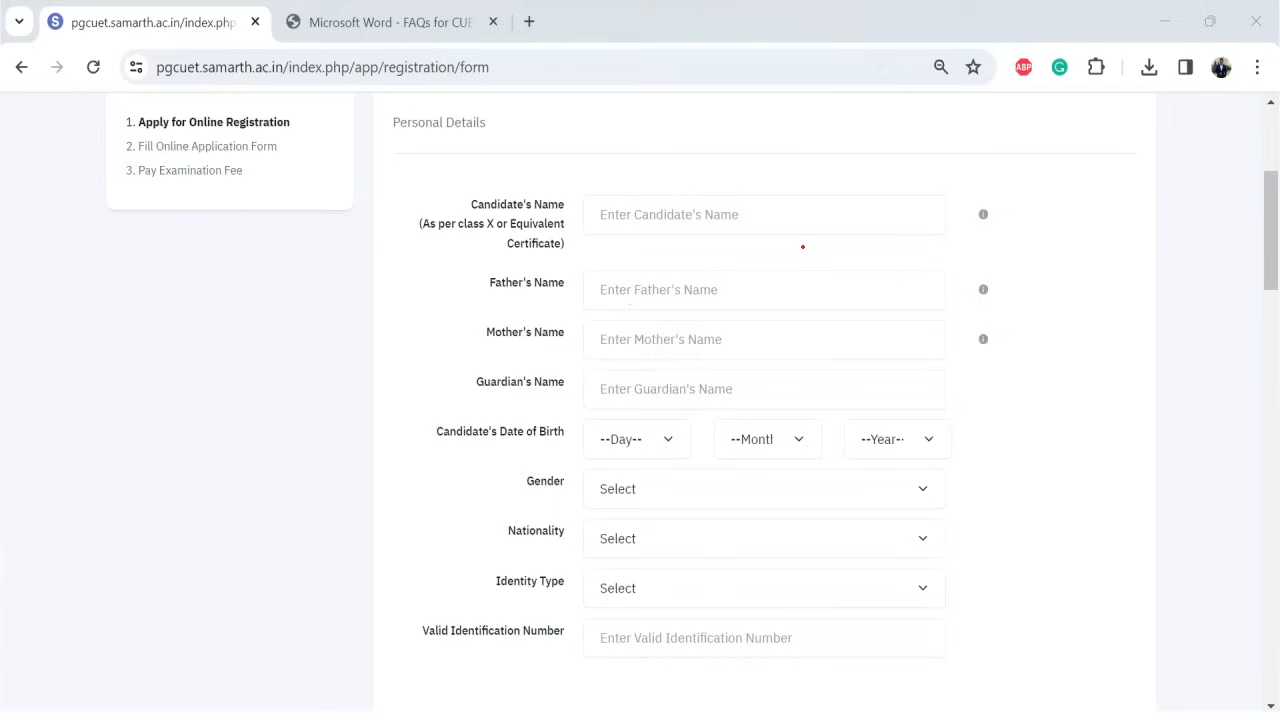 pgcuet.samarth.ac.in/index.php
Microsoft Word - FAQs for CUE
pgcuet.samarth.ac.in/index.php/app/registration/form
ABP
1. Apply for Online Registration
2. Fill Online Application Form
3. Pay Examination Fee
Personal Details
Candidate's Name
(As per class X or Equivalent
Certificate)
Enter Candidate's Name
Father's Name
Enter Father's Name
Mother's Name
Enter Mother's Name
Guardian's Name
Enter Guardian's Name
Candidate's Date of Birth
--Day-- --Month --Year-
Gender
Select
Nationality
Select
Identity Type
Select
Valid Identification Number
Enter Valid Identification Number